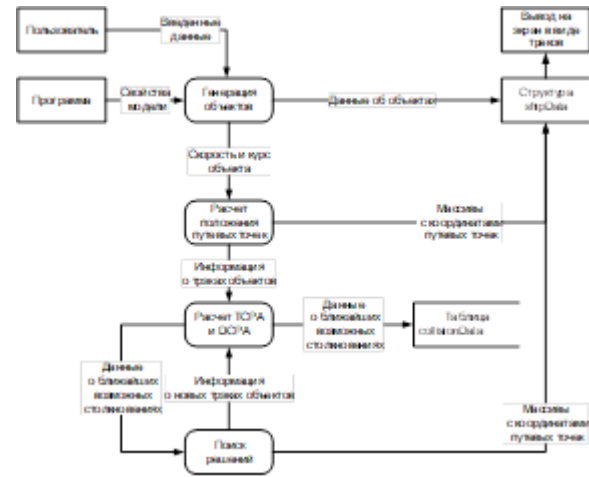 Пользователь
Введенные
данные
Вывод на
экран в виде
треков
Программа
Свойства
модели
Генерация
объектов
Данные об объектах
Структура
shipData
Скорость и курс
объекта
Расчет
положения
путевых точек
Массивы
с координатами
путевых точек
Информация
о треках объектов
Расчет TCPA
и DCPA
Данные
о ближайших
возможных
столкновениях
Таблица
collisionData
Данные
о ближайших
возможных
столкновениях
Информация
о новых треках объектов
Массивы
с координатами
путевых точек
Поиск
решений